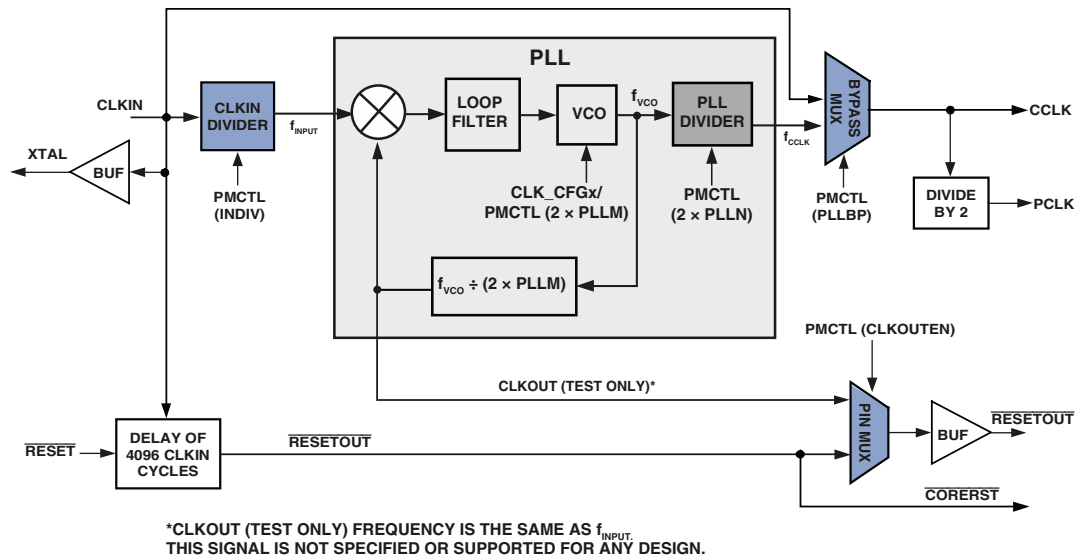 PLL
CLKIN
CLKIN
DIVIDER
f_INPUT
LOOP
FILTER
VCO
f_VCO
PLL
DIVIDER
f_CCLK
BYPASS
MUX
CCLK
XTAL
BUF
PMCTL
(INDIV)
CLK_CFGx/
PMCTL (2 × PLLM)
PMCTL
(2 × PLLN)
PMCTL
(PLLBP)
DIVIDE
BY 2
PCLK
f_VCO ÷ (2 × PLLM)
PMCTL (CLKOUTEN)
CLKOUT (TEST ONLY)*
PIN MUX
BUF
RESETOUT
RESET
DELAY OF
4096 CLKIN
CYCLES
RESETOUT
CORERST
*CLKOUT (TEST ONLY) FREQUENCY IS THE SAME AS f_INPUT.
THIS SIGNAL IS NOT SPECIFIED OR SUPPORTED FOR ANY DESIGN.